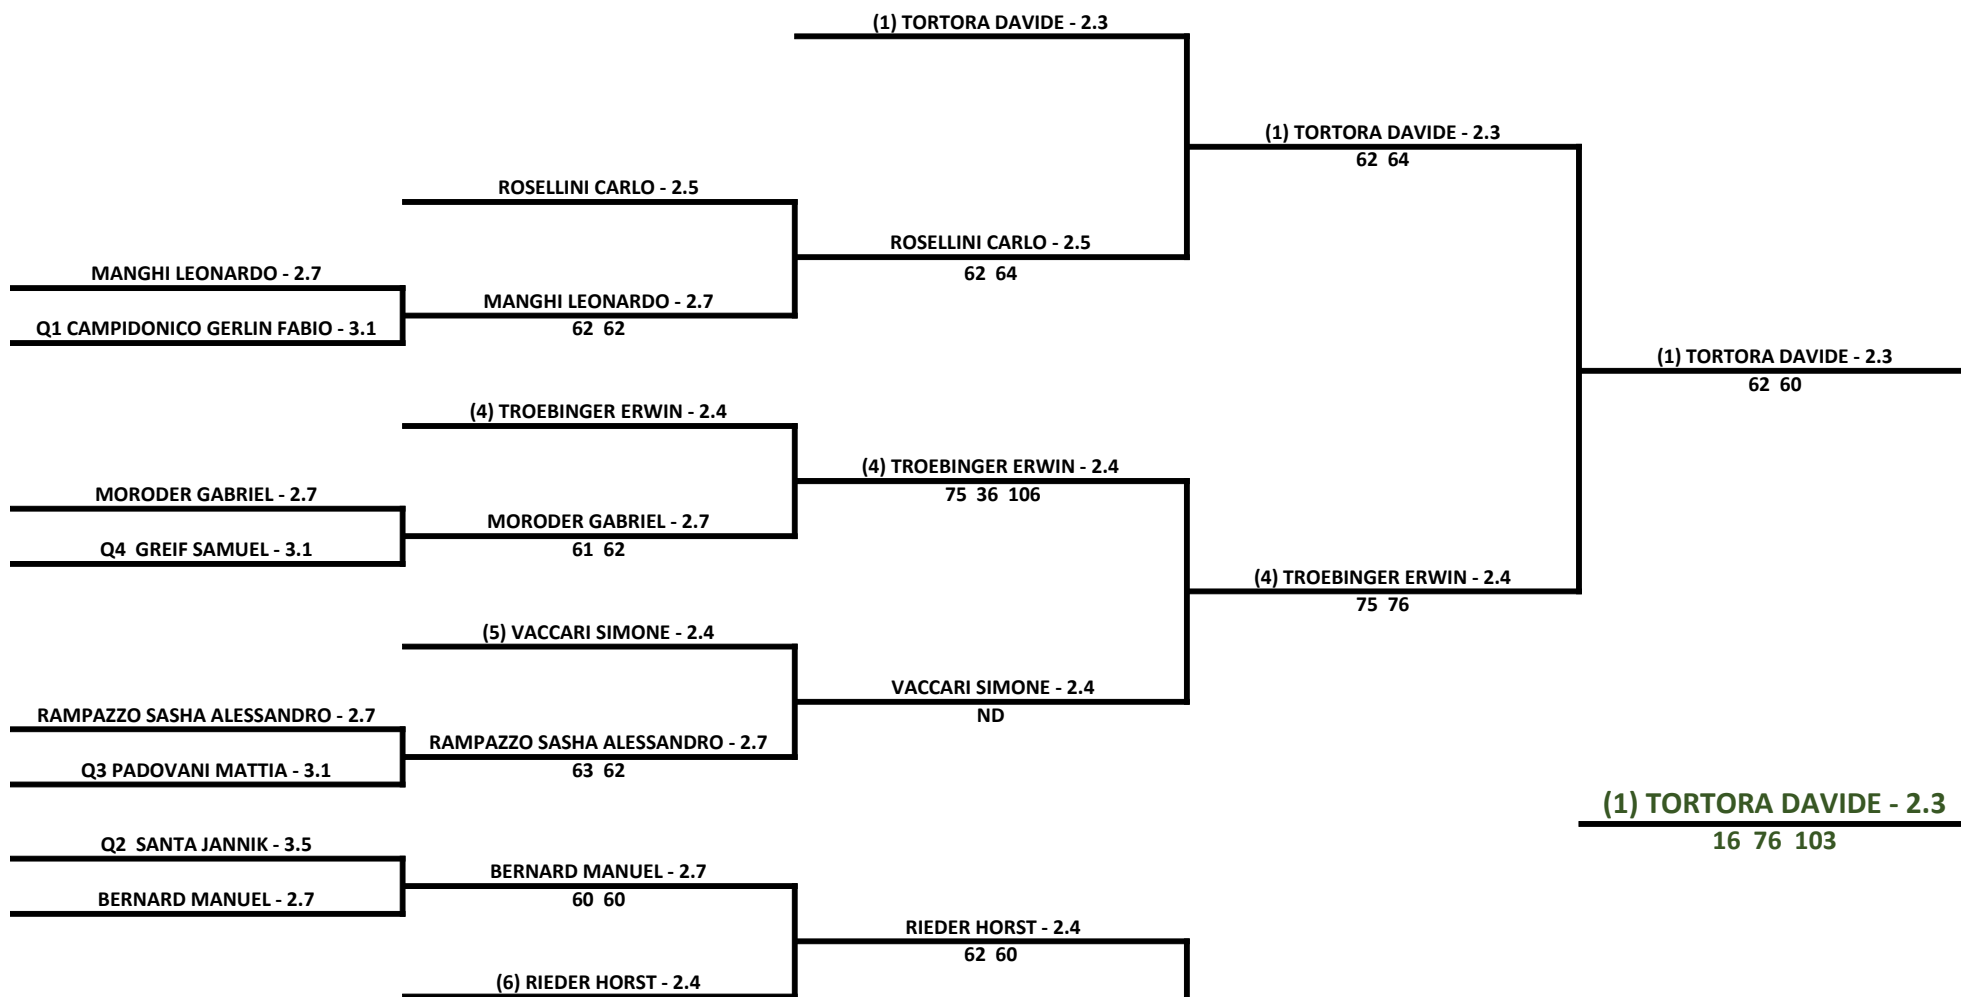 (1) TORTORA DAVIDE - 2.3
(1) TORTORA DAVIDE - 2.3
62 64
ROSELLINI CARLO - 2.5
ROSELLINI CARLO - 2.5
62 64
MANGHI LEONARDO - 2.7
MANGHI LEONARDO - 2.7
62 62
Q1 CAMPIDONICO GERLIN FABIO - 3.1
(1) TORTORA DAVIDE - 2.3
62 60
(4) TROEBINGER ERWIN - 2.4
(4) TROEBINGER ERWIN - 2.4
75 36 106
MORODER GABRIEL - 2.7
MORODER GABRIEL - 2.7
61 62
Q4 GREIF SAMUEL - 3.1
(4) TROEBINGER ERWIN - 2.4
75 76
(5) VACCARI SIMONE - 2.4
VACCARI SIMONE - 2.4
ND
RAMPAZZO SASHA ALESSANDRO - 2.7
RAMPAZZO SASHA ALESSANDRO - 2.7
63 62
Q3 PADOVANI MATTIA - 3.1
(1) TORTORA DAVIDE - 2.3
16 76 103
Q2 SANTA JANNIK - 3.5
BERNARD MANUEL - 2.7
60 60
BERNARD MANUEL - 2.7
RIEDER HORST - 2.4
62 60
(6) RIEDER HORST - 2.4